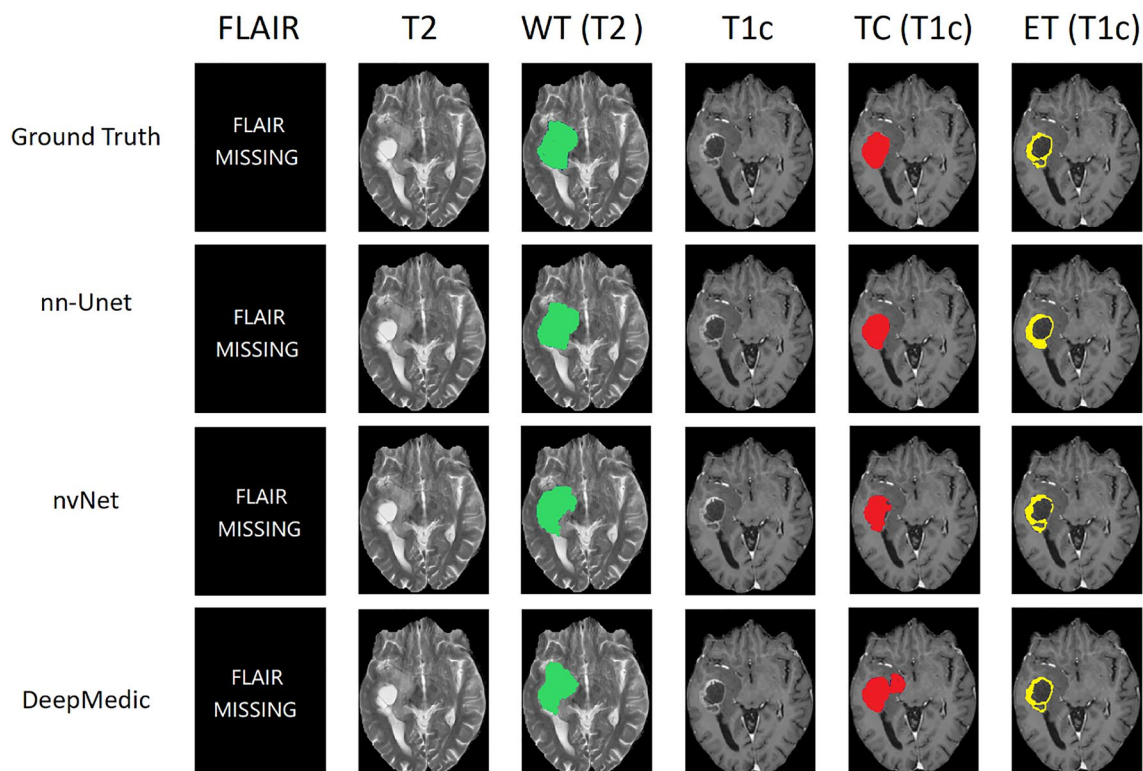 FLAIR T2 WT (T2 ) T1c TC (T1c) ET (T1c)
Ground Truth
FLAIR
MISSING
nn-Unet
FLAIR
MISSING
nvNet
FLAIR
MISSING
DeepMedic
FLAIR
MISSING